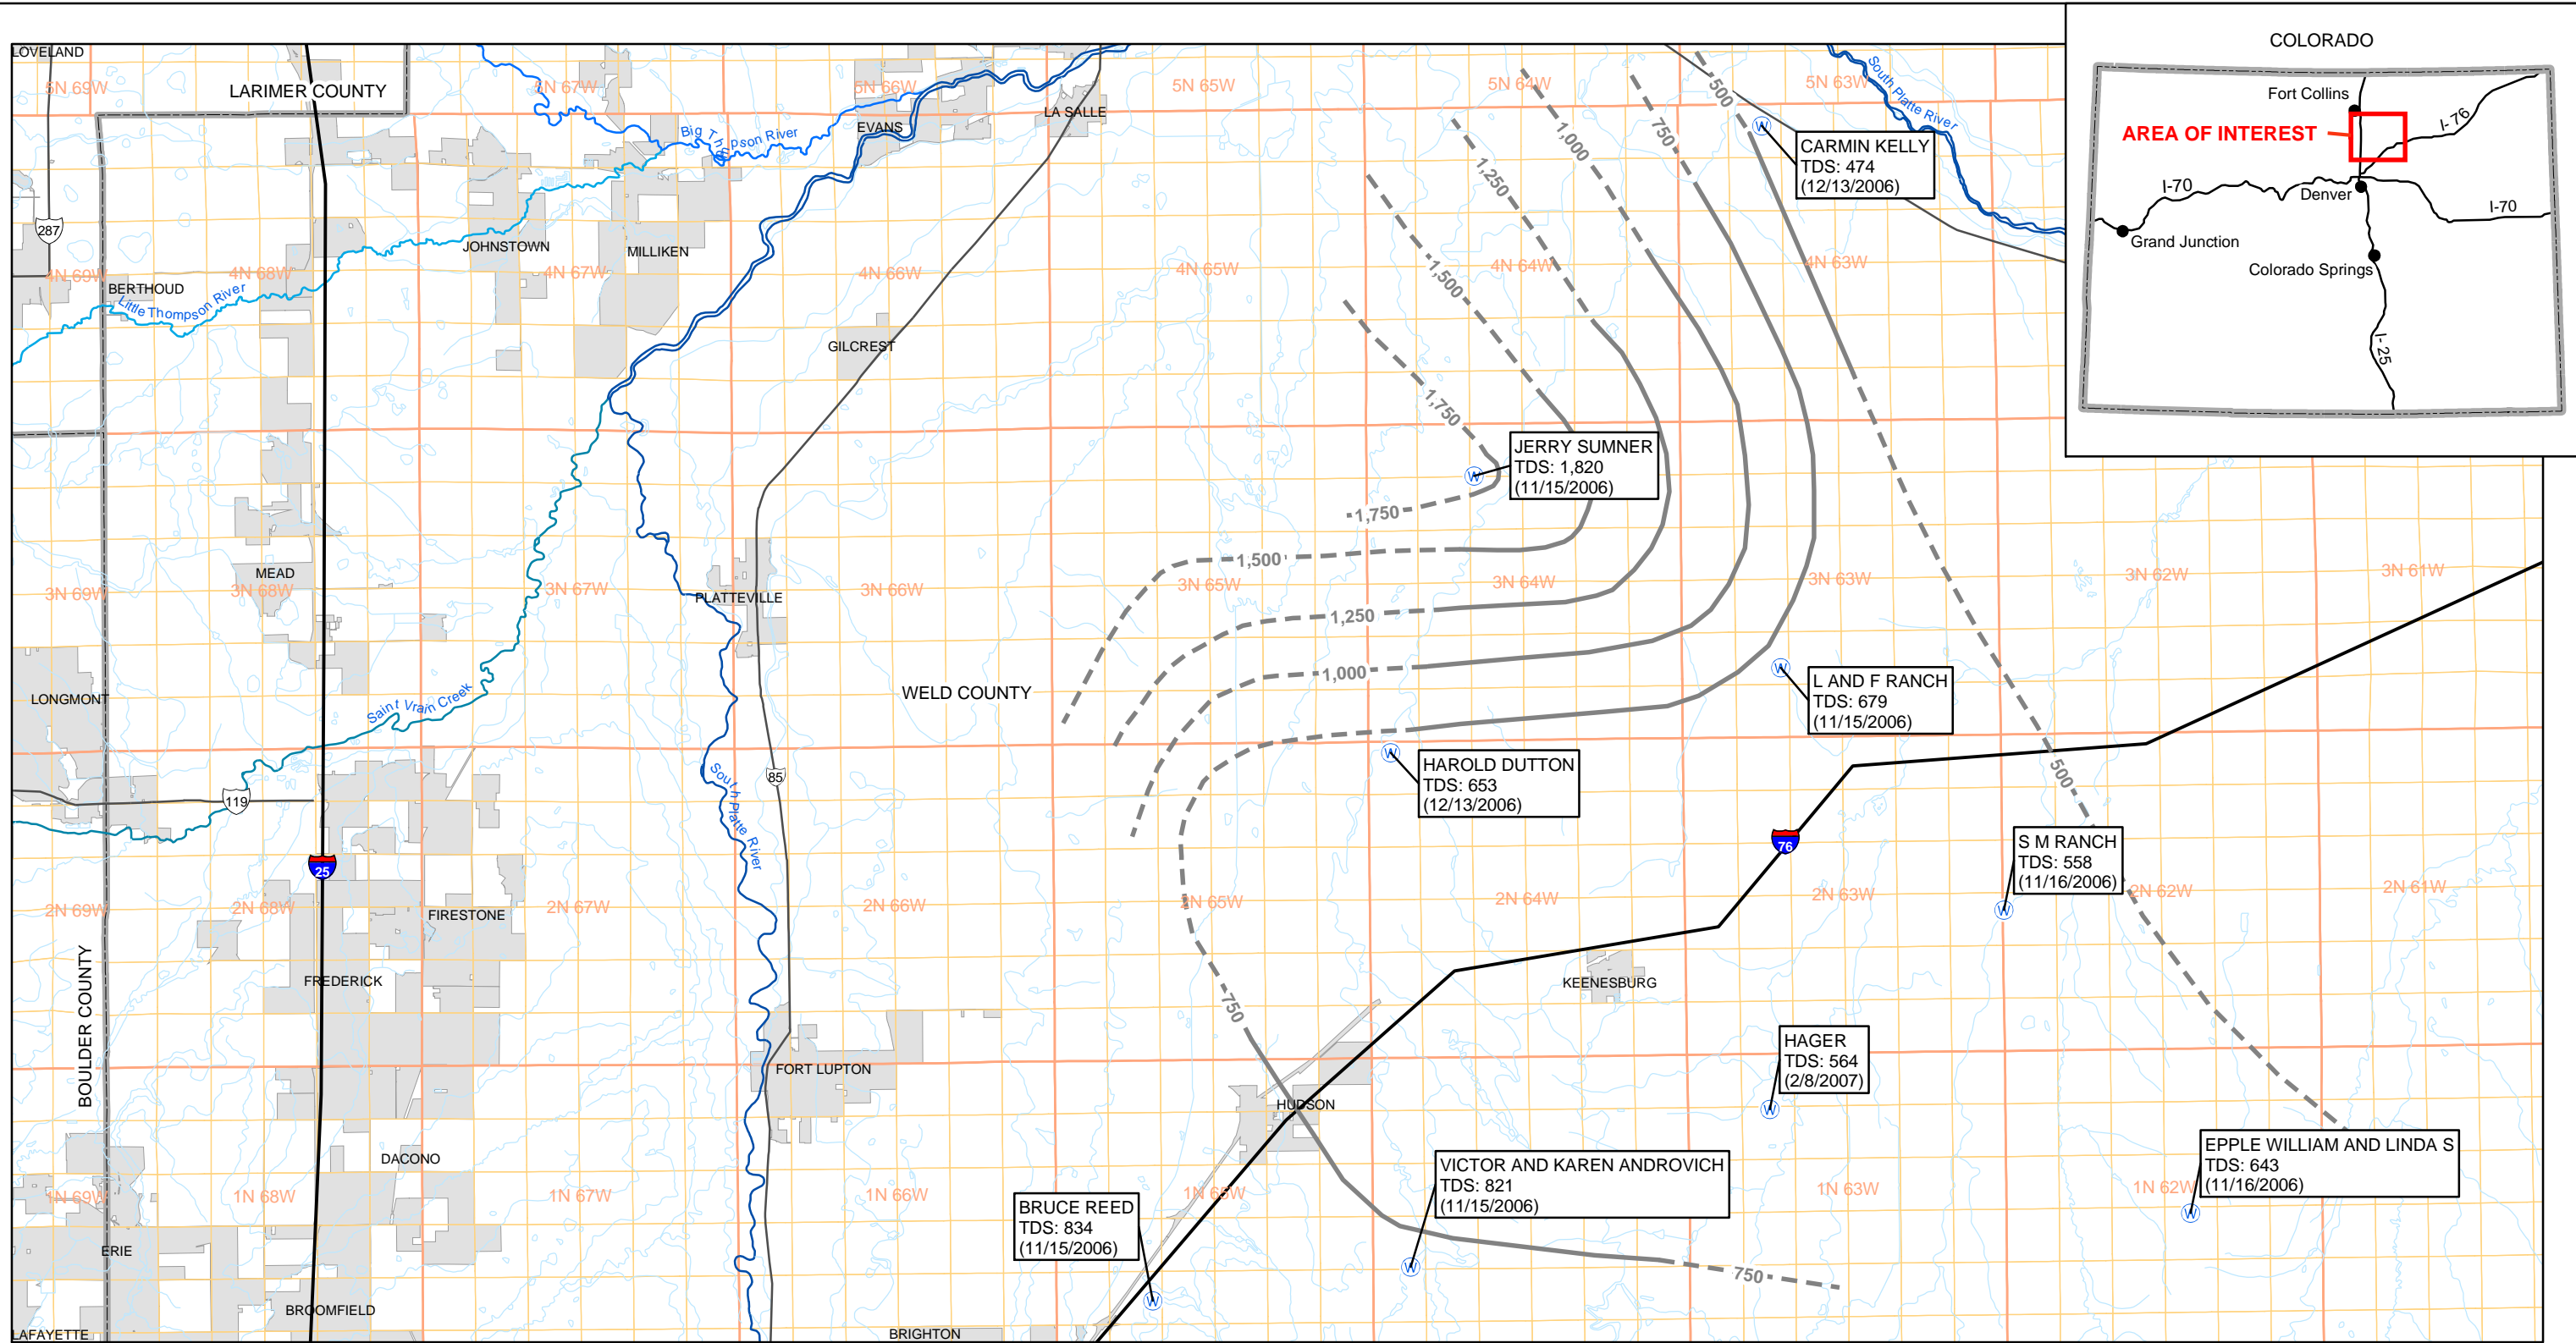 COLORADO
Fort Collins
I-76
AREA OF INTEREST
I-70
Denver
I-70
Grand Junction
Colorado Springs
I-25
LOVELAND
5N 69W
LARIMER COUNTY
5N 67W
5N 66W
5N 65W
5N 64W
5N 63W
South Platte River
EVANS
LA SALLE
Big Thompson River
500
750
1,000
1,250
CARMIN KELLY
TDS: 474
(12/13/2006)
W
287
JOHNSTOWN
MILLIKEN
4N 69W
4N 68W
4N 67W
4N 66W
4N 65W
4N 64W
4N 63W
BERTHOUD
Little Thompson River
1,500
GILCREST
1,750
JERRY SUMNER
TDS: 1,820
(11/15/2006)
W
1,750
1,500
MEAD
3N 69W
3N 68W
3N 67W
PLATTEVILLE
3N 66W
3N 65W
3N 64W
3N 63W
3N 62W
3N 61W
1,250
1,000
LONGMONT
Saint Vrain Creek
WELD COUNTY
W
L AND F RANCH
TDS: 679
(11/15/2006)
W
HAROLD DUTTON
TDS: 653
(12/13/2006)
85
South Platte River
119
500
76
25
S M RANCH
TDS: 558
(11/16/2006)
W
2N 69W
2N 68W
FIRESTONE
2N 67W
2N 66W
2N 65W
2N 64W
2N 63W
2N 62W
2N 61W
FREDERICK
KEENESBURG
750
BOULDER COUNTY
HAGER
TDS: 564
(2/8/2007)
W
FORT LUPTON
HUDSON
DACONO
1N 69W
1N 68W
1N 67W
1N 66W
1N 65W
1N 63W
1N 62W
VICTOR AND KAREN ANDROVICH
TDS: 821
(11/15/2006)
W
EPPLE WILLIAM AND LINDA S
TDS: 643
(11/16/2006)
W
BRUCE REED
TDS: 834
(11/15/2006)
W
ERIE
750
BROOMFIELD
LAFAYETTE
BRIGHTON